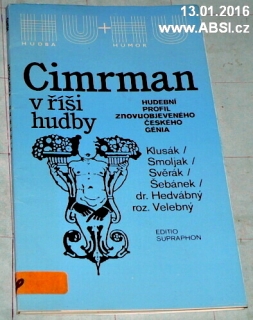 13.01.2016
www.ABSI.cz
HU+HU
HUDBA HUMOR
Cimrman
v říši
hudby
HUDEBNÍ
PROFIL
ZNOVUOBJEVENÉHO
ČESKÉHO
GÉNIA
Klusák/
Smoljak/
Svěrák/
Šebánek/
dr. Hedvábný
roz. Velebný
EDITIO
SUPRAPHON